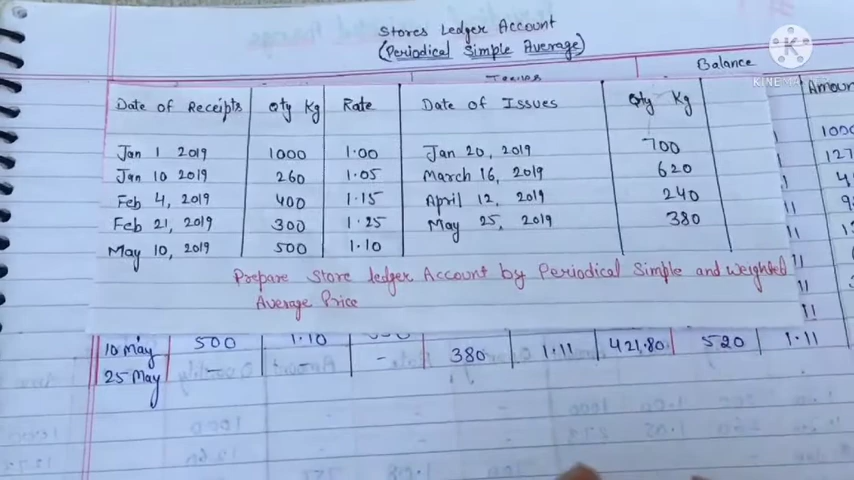 Stores Ledger Account
(Periodical Simple Average)
Balance
K
KINEMA
Date of Receipts Qty Kg Rate Date of Issues Qty Kg
Amoun
Jan 1 2019 1000 1.00 Jan 20, 2019 700
Jan 10 2019 260 1.05 March 16, 2019 620
Feb 4, 2019 400 1.15 April 12, 2019 240
Feb 21, 2019 300 1.25 May 25, 2019 380
May 10, 2019 500 1.10
Prepare Store ledger Account by Periodical Simple and weighted
Average Price
10 May 500 1.10
25 May - 380 1.11 421.80 520 1.11